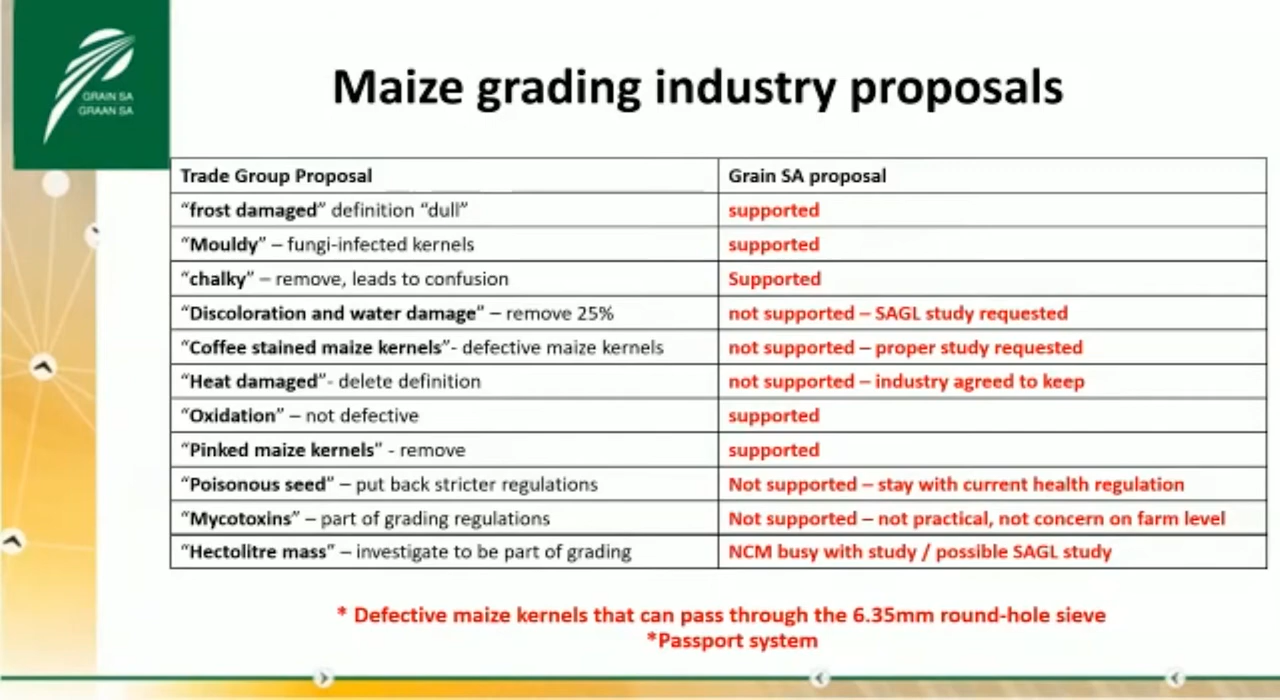 GRAIN SA
GRAAN SA
Maize grading industry proposals
Trade Group Proposal
Grain SA proposal
“frost damaged” definition “dull”
supported
“Mouldy” – fungi-infected kernels
supported
“chalky” – remove, leads to confusion
Supported
“Discoloration and water damage” – remove 25%
not supported – SAGL study requested
“Coffee stained maize kernels”- defective maize kernels
not supported – proper study requested
“Heat damaged”- delete definition
not supported – industry agreed to keep
“Oxidation” – not defective
supported
“Pinked maize kernels” - remove
supported
“Poisonous seed” – put back stricter regulations
Not supported – stay with current health regulation
“Mycotoxins” – part of grading regulations
Not supported – not practical, not concern on farm level
“Hectolitre mass” – investigate to be part of grading
NCM busy with study / possible SAGL study
* Defective maize kernels that can pass through the 6.35mm round-hole sieve
*Passport system